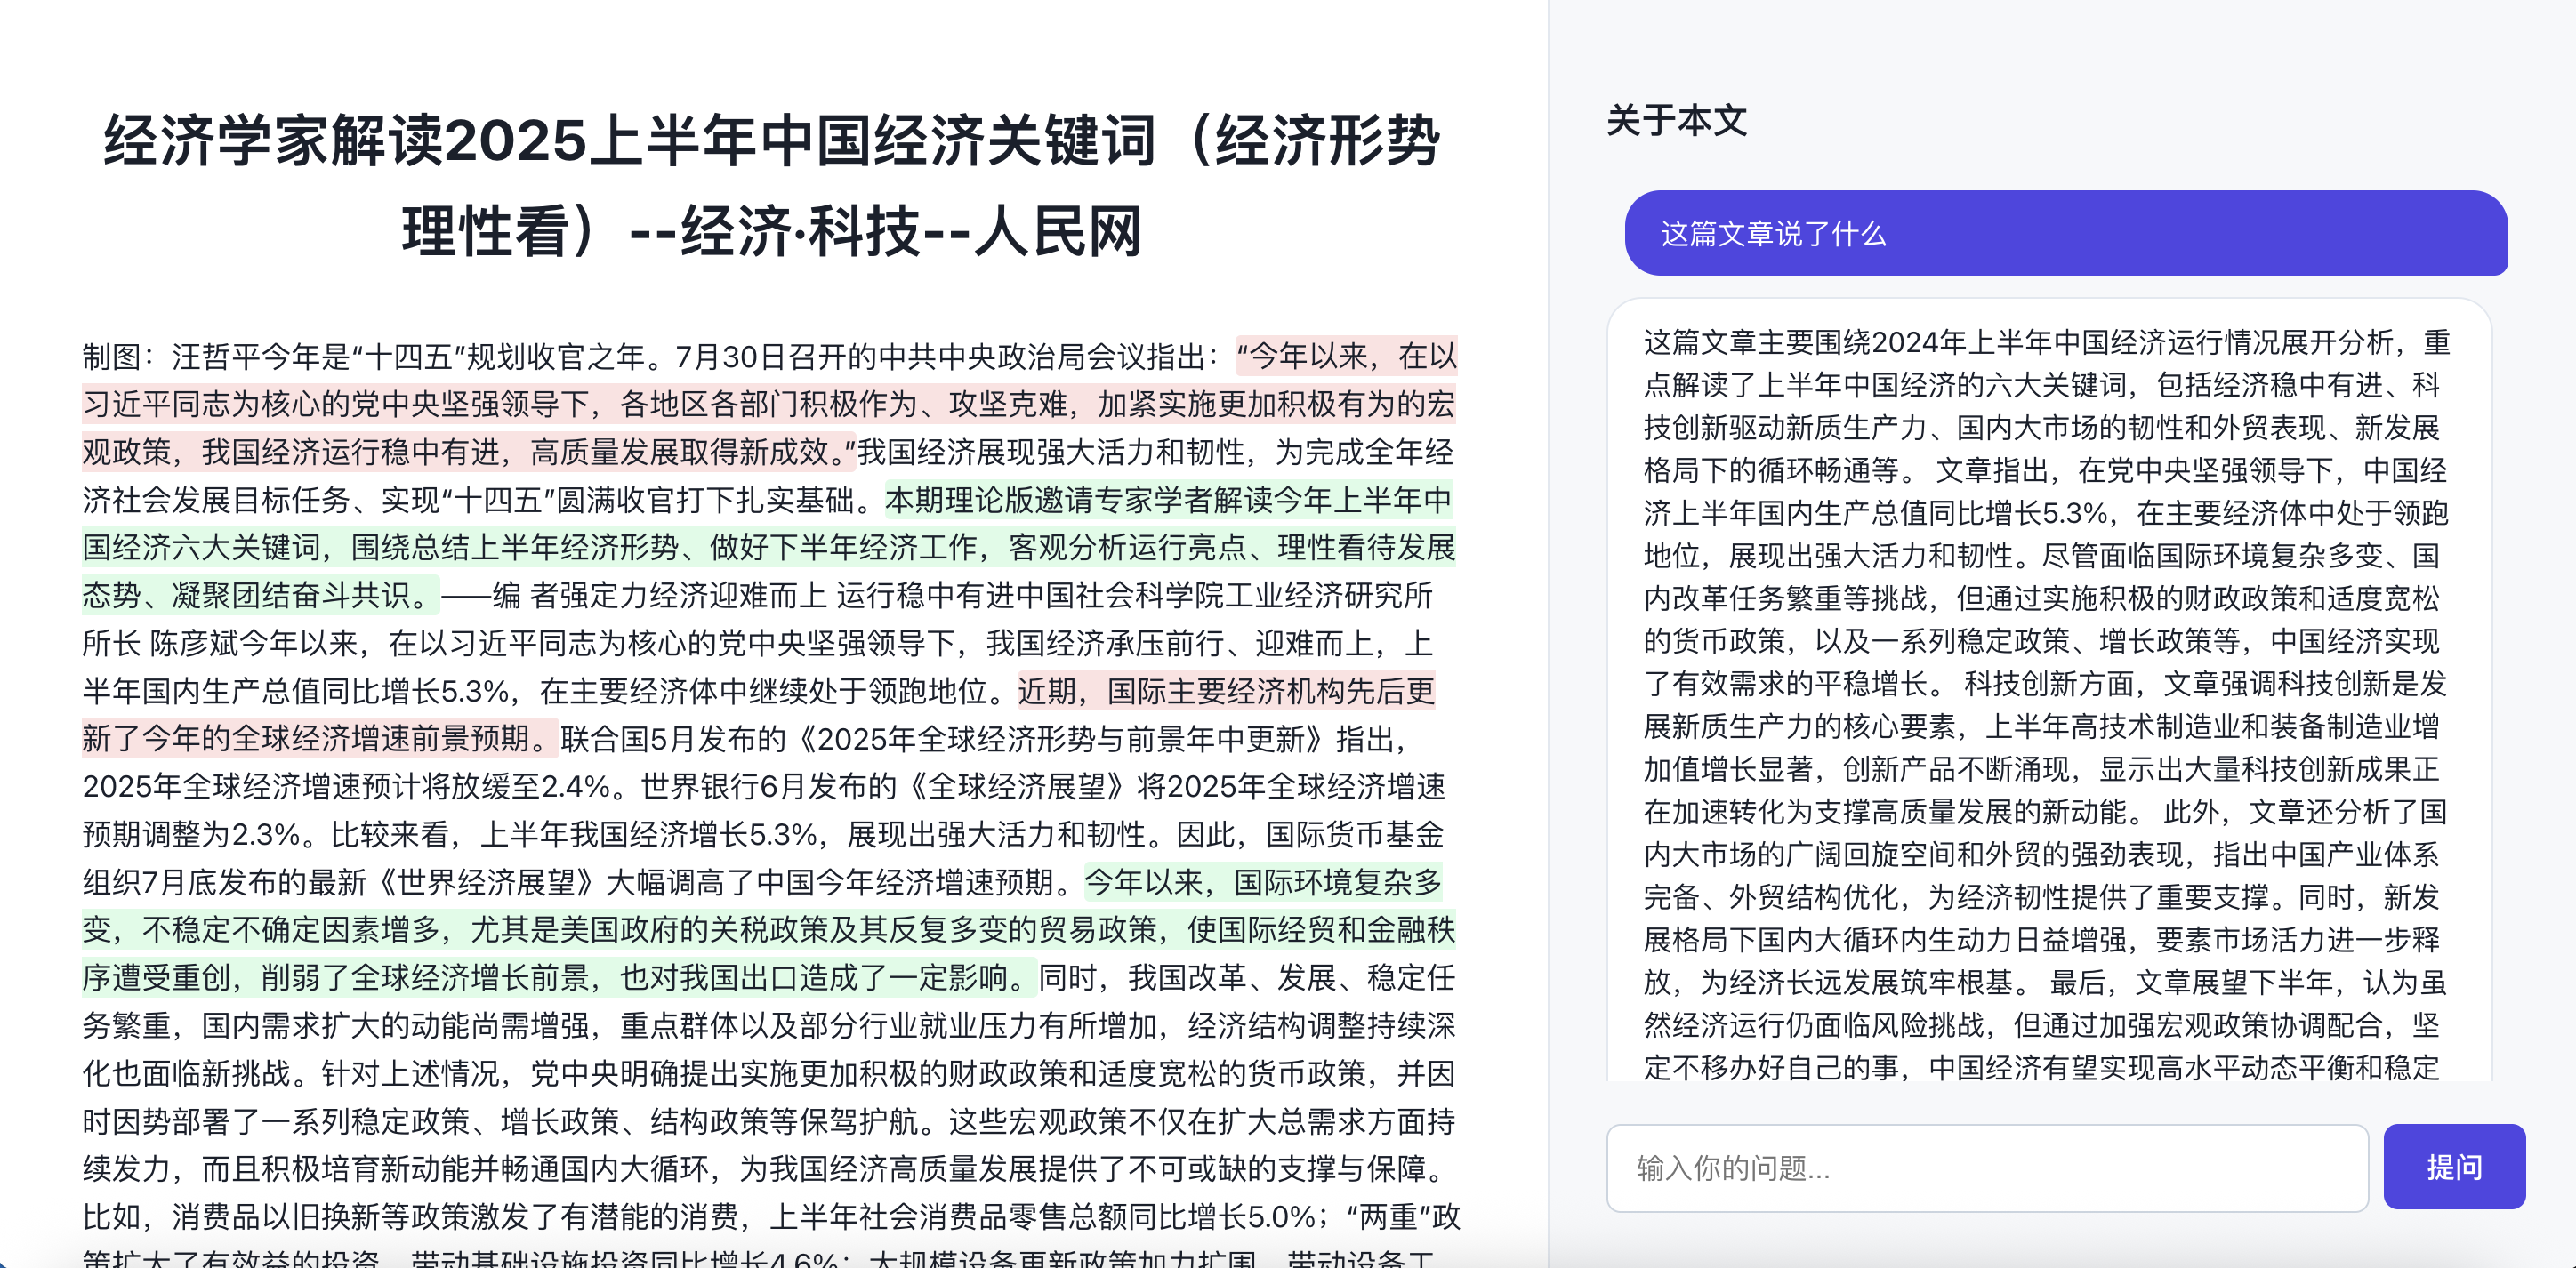 经济学家解读2025上半年中国经济关键词（经济形势
理性看）--经济·科技--人民网
制图：汪哲平今年是“十四五”规划收官之年。7月30日召开的中共中央政治局会议指出：“今年以来，在以
习近平同志为核心的党中央坚强领导下，各地区各部门积极作为、攻坚克难，加紧实施更加积极有为的宏
观政策，我国经济运行稳中有进，高质量发展取得新成效。”我国经济展现强大活力和韧性，为完成全年经
济社会发展目标任务、实现“十四五”圆满收官打下扎实基础。本期理论版邀请专家学者解读今年上半年中
国经济六大关键词，围绕总结上半年经济形势、做好下半年经济工作，客观分析运行亮点、理性看待发展
态势、凝聚团结奋斗共识。——编 者强定力经济迎难而上 运行稳中有进中国社会科学院工业经济研究所
所长 陈彦斌今年以来，在以习近平同志为核心的党中央坚强领导下，我国经济承压前行、迎难而上，上
半年国内生产总值同比增长5.3%，在主要经济体中继续处于领跑地位。近期，国际主要经济机构先后更
新了今年的全球经济增速前景预期。联合国5月发布的《2025年全球经济形势与前景年中更新》指出，
2025年全球经济增速预计将放缓至2.4%。世界银行6月发布的《全球经济展望》将2025年全球经济增速
预期调整为2.3%。比较来看，上半年我国经济增长5.3%，展现出强大活力和韧性。因此，国际货币基金
组织7月底发布的最新《世界经济展望》大幅调高了中国今年经济增速预期。今年以来，国际环境复杂多
变，不稳定不确定因素增多，尤其是美国政府的关税政策及其反复多变的贸易政策，使国际经贸和金融秩
序遭受重创，削弱了全球经济增长前景，也对我国出口造成了一定影响。同时，我国改革、发展、稳定任
务繁重，国内需求扩大的动能尚需增强，重点群体以及部分行业就业压力有所增加，经济结构调整持续深
化也面临新挑战。针对上述情况，党中央明确提出实施更加积极的财政政策和适度宽松的货币政策，并因
时因势部署了一系列稳定政策、增长政策、结构政策等保驾护航。这些宏观政策不仅在扩大总需求方面持
续发力，而且积极培育新动能并畅通国内大循环，为我国经济高质量发展提供了不可或缺的支撑与保障。
比如，消费品以旧换新等政策激发了有潜能的消费，上半年社会消费品零售总额同比增长5.0%；“两重”政
策扩大了有效益的投资，带动基础设施投资同比增长4.6%；大规模设备更新政策加力扩围，带动设备工
关于本文
这篇文章说了什么
这篇文章主要围绕2024年上半年中国经济运行情况展开分析，重
点解读了上半年中国经济的六大关键词，包括经济稳中有进、科
技创新驱动新质生产力、国内大市场的韧性和外贸表现、新发展
格局下的循环畅通等。 文章指出，在党中央坚强领导下，中国经
济上半年国内生产总值同比增长5.3%，在主要经济体中处于领跑
地位，展现出强大活力和韧性。尽管面临国际环境复杂多变、国
内改革任务繁重等挑战，但通过实施积极的财政政策和适度宽松
的货币政策，以及一系列稳定政策、增长政策等，中国经济实现
了有效需求的平稳增长。 科技创新方面，文章强调科技创新是发
展新质生产力的核心要素，上半年高技术制造业和装备制造业增
加值增长显著，创新产品不断涌现，显示出大量科技创新成果正
在加速转化为支撑高质量发展的新动能。 此外，文章还分析了国
内大市场的广阔回旋空间和外贸的强劲表现，指出中国产业体系
完备、外贸结构优化，为经济韧性提供了重要支撑。同时，新发
展格局下国内大循环内生动力日益增强，要素市场活力进一步释
放，为经济长远发展筑牢根基。 最后，文章展望下半年，认为虽
然经济运行仍面临风险挑战，但通过加强宏观政策协调配合，坚
定不移办好自己的事，中国经济有望实现高水平动态平衡和稳定
输入你的问题...
提问